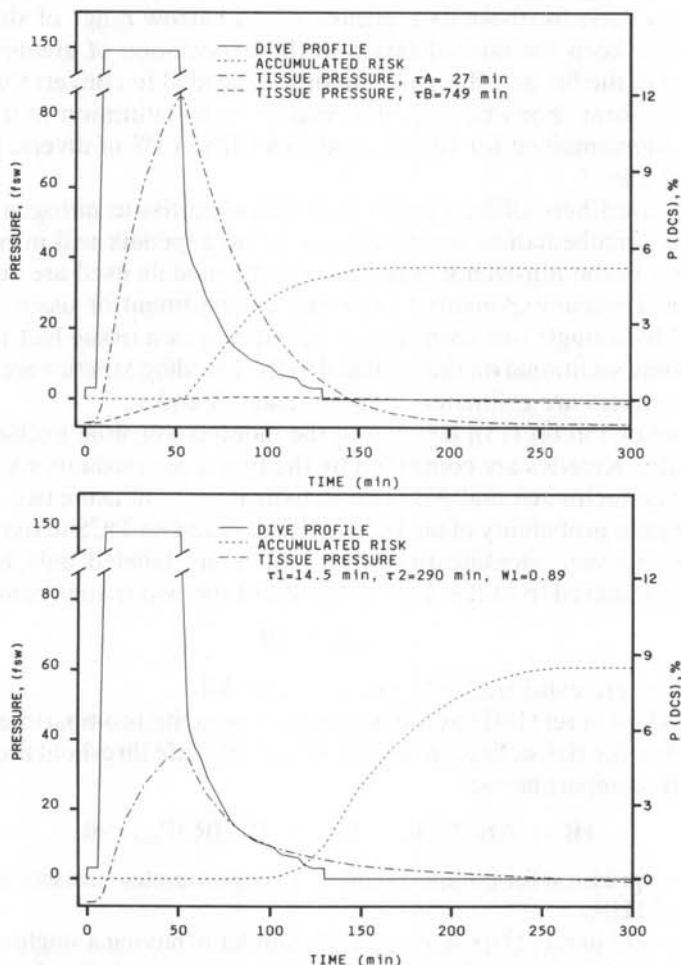 DIVE PROFILE
ACCUMULATED RISK
TISSUE PRESSURE, τA= 27 min
TISSUE PRESSURE, τB=749 min
PRESSURE, (fsw)
150
80
60
40
20
0
12
9
6
3
0
P (DCS), %
0 50 100 150 200 250 300
TIME (min)
DIVE PROFILE
ACCUMULATED RISK
TISSUE PRESSURE
τ1=14.5 min, τ2=290 min, W1=0.89
PRESSURE, (fsw)
150
80
60
40
20
0
12
9
6
3
0
P (DCS), %
0 50 100 150 200 250 300
TIME (min)